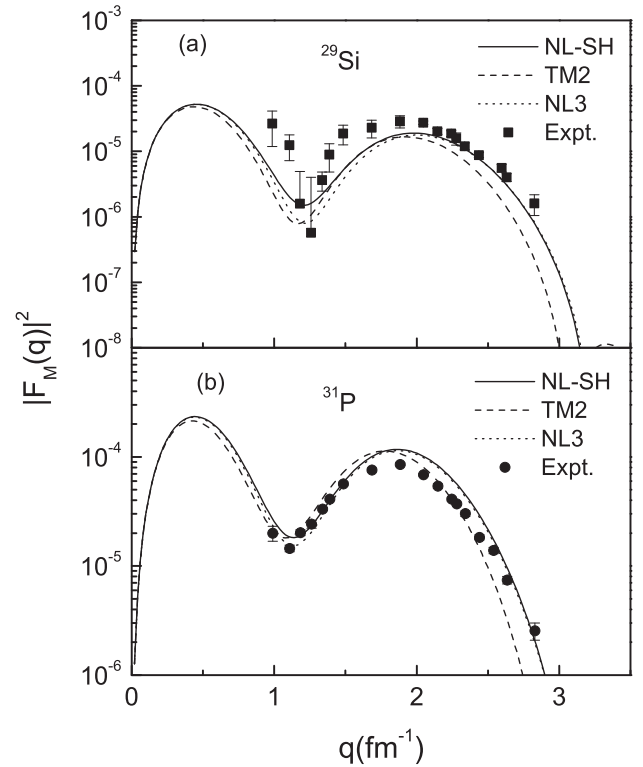 10⁻³
(a)
²⁹Si
NL-SH
TM2
NL3
Expt.
10⁻⁴
10⁻⁵
10⁻⁶
10⁻⁷
10⁻⁸
|F_M(q)|²
(b)
³¹P
NL-SH
TM2
NL3
Expt.
10⁻⁴
10⁻⁵
10⁻⁶
0 1 2 3
q(fm⁻¹)